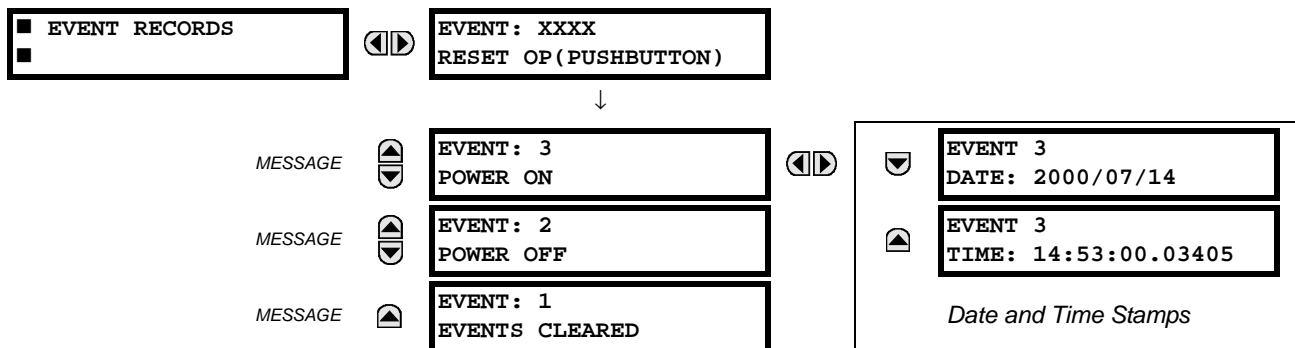 EVENT RECORDS
EVENT: XXXX
RESET OP(PUSHBUTTON)
MESSAGE
EVENT: 3
POWER ON
EVENT 3
DATE: 2000/07/14
MESSAGE
EVENT: 2
POWER OFF
EVENT 3
TIME: 14:53:00.03405
MESSAGE
EVENT: 1
EVENTS CLEARED
Date and Time Stamps